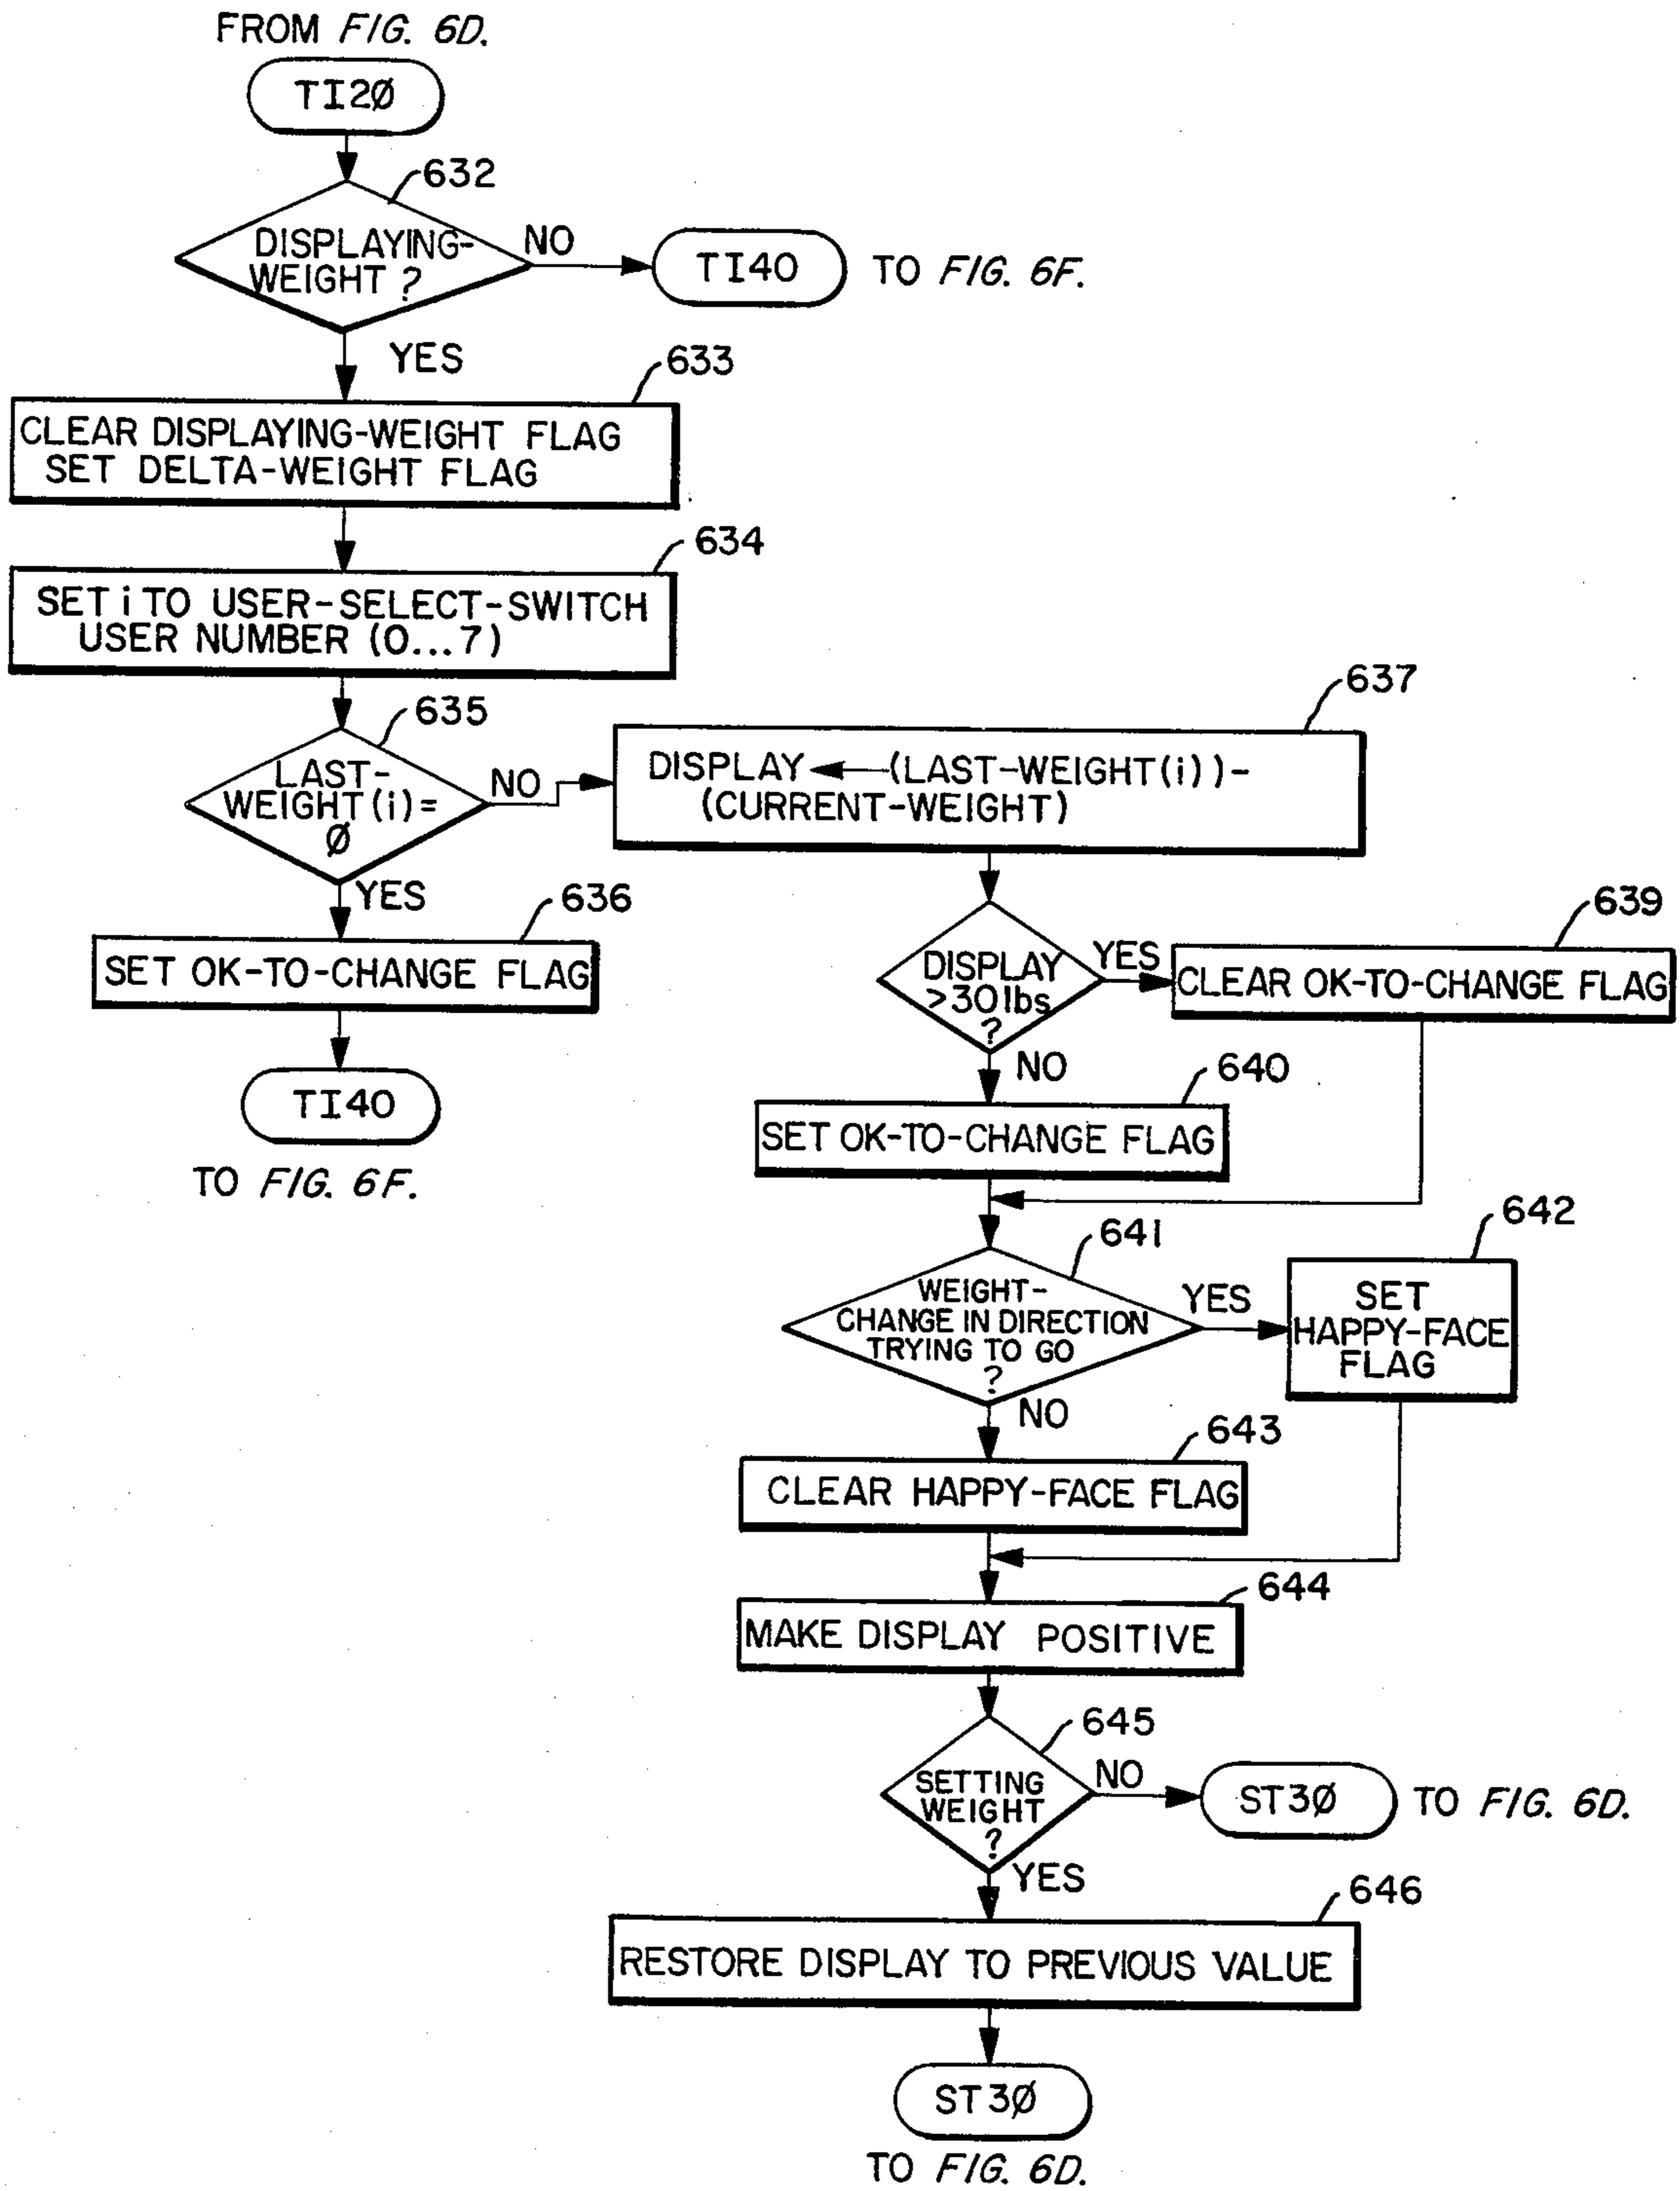 FROM FIG. 6D.
TI2Ø
632
DISPLAYING-
WEIGHT ?
NO
TI40
TO FIG. 6F.
YES
633
CLEAR DISPLAYING-WEIGHT FLAG
SET DELTA-WEIGHT FLAG
634
SET i TO USER-SELECT-SWITCH
USER NUMBER (0...7)
635
LAST-
WEIGHT (i) =
Ø
NO
YES
636
SET OK-TO-CHANGE FLAG
TI40
TO FIG. 6F.
637
DISPLAY ← (LAST-WEIGHT(i)) -
(CURRENT-WEIGHT)
DISPLAY
>30 lbs
?
YES
639
CLEAR OK-TO-CHANGE FLAG
NO
640
SET OK-TO-CHANGE FLAG
641
WEIGHT-
CHANGE IN DIRECTION
TRYING TO GO
?
YES
642
SET
HAPPY-FACE
FLAG
NO
643
CLEAR HAPPY-FACE FLAG
644
MAKE DISPLAY POSITIVE
645
SETTING
WEIGHT
?
NO
ST3Ø
TO FIG. 6D.
YES
646
RESTORE DISPLAY TO PREVIOUS VALUE
ST3Ø
TO FIG. 6D.